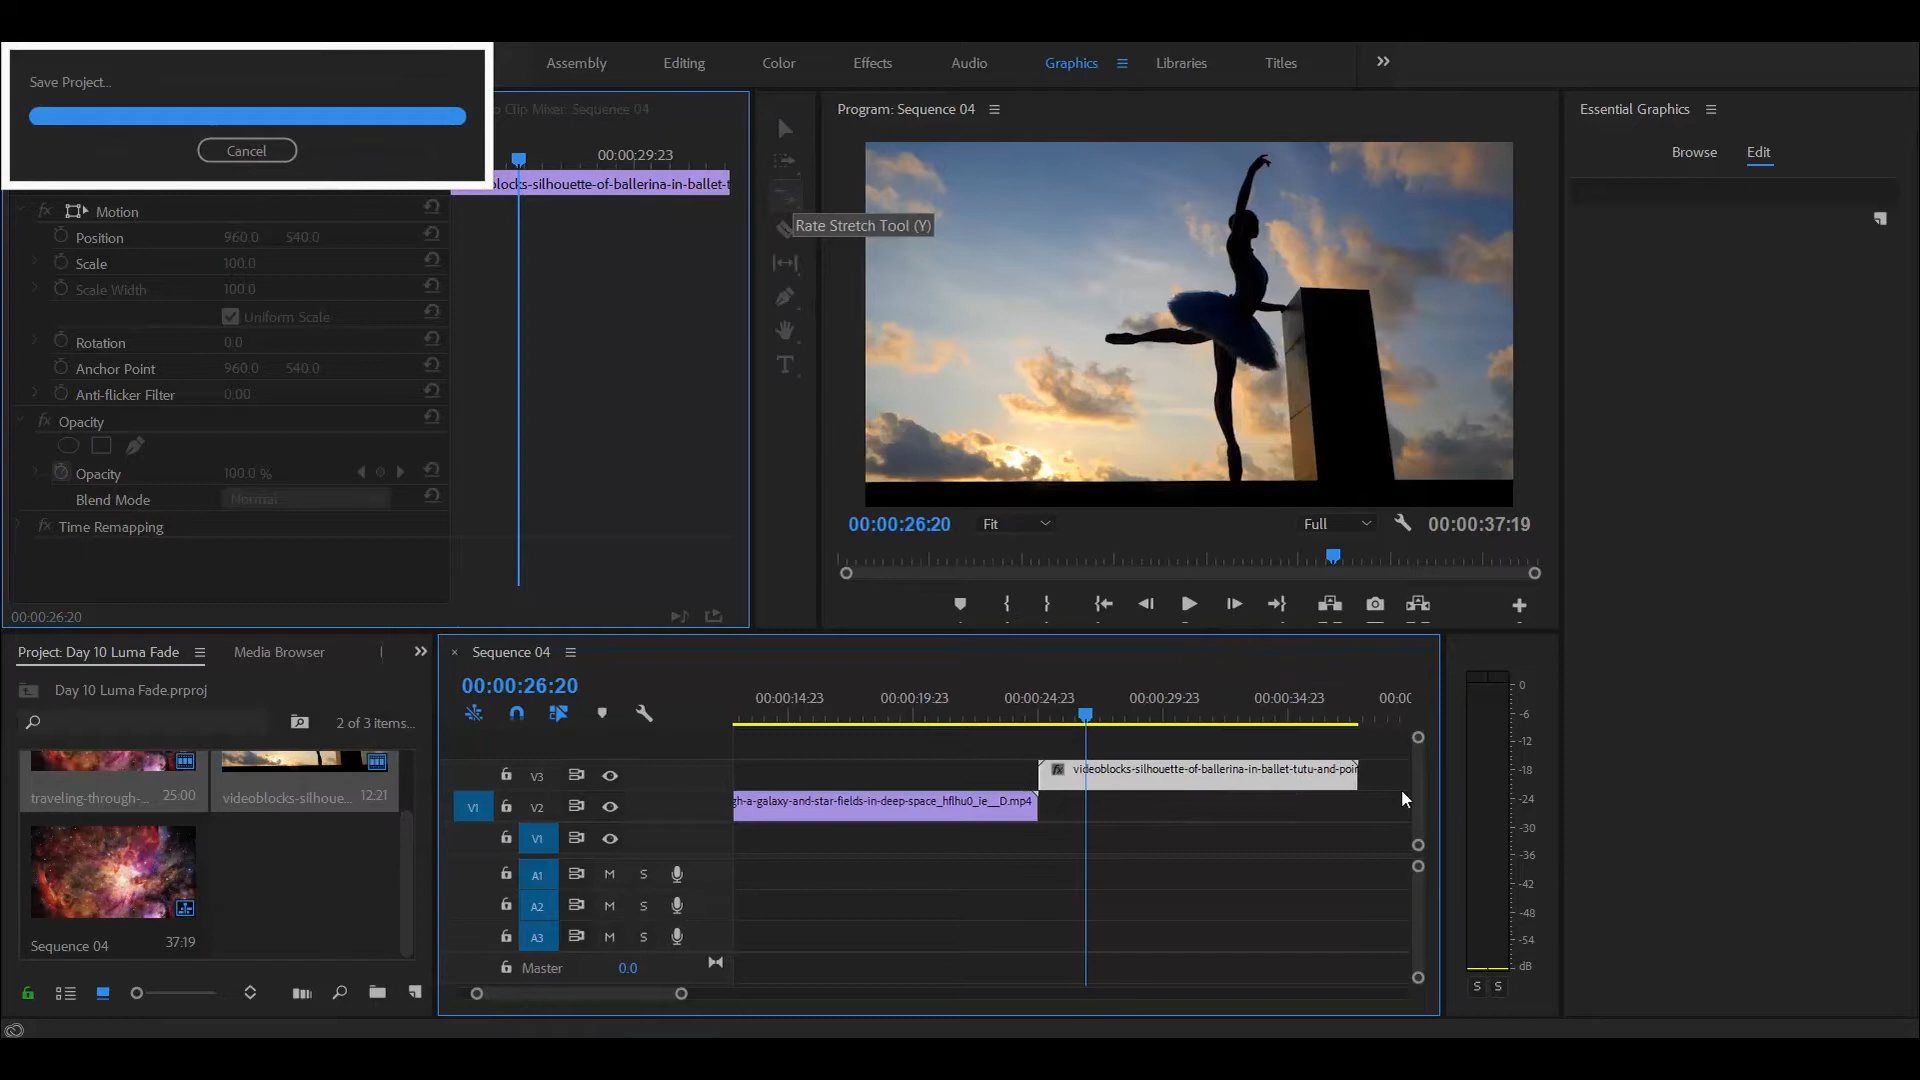 Save Project...
Cancel
Assembly
Editing
Color
Effects
Audio
Graphics
Libraries
Titles
Clip Mixer: Sequence 04
00:00:29:23
blocks-silhouette-of-ballerina-in-ballet-t
Motion
Position 960.0 540.0
Scale 100.0
Scale Width 100.0
Uniform Scale
Rotation 0.0
Anchor Point 960.0 540.0
Anti-flicker Filter 0.00
Opacity
Opacity 100.0 %
Blend Mode Normal
Time Remapping
00:00:26:20
Rate Stretch Tool (Y)
Program: Sequence 04
00:00:26:20 Fit Full 00:00:37:19
Essential Graphics
Browse Edit
Project: Day 10 Luma Fade
Media Browser
Day 10 Luma Fade.prproj
2 of 3 items...
traveling-through-... 25:00
videoblocks-silhoue... 12:21
Sequence 04 37:19
× Sequence 04
00:00:26:20
00:00:14:23 00:00:19:23 00:00:24:23 00:00:29:23 00:00:34:23 00:00
V3
videoblocks-silhouette-of-ballerina-in-ballet-tutu-and-poin
V1 V2
gh-a-galaxy-and-star-fields-in-deep-space_hflhu0_ie__D.mp4
V1
A1 M S
A2 M S
A3 M S
Master 0.0
0
-6
-12
-18
-24
-30
-36
-42
-48
-54
dB
S S